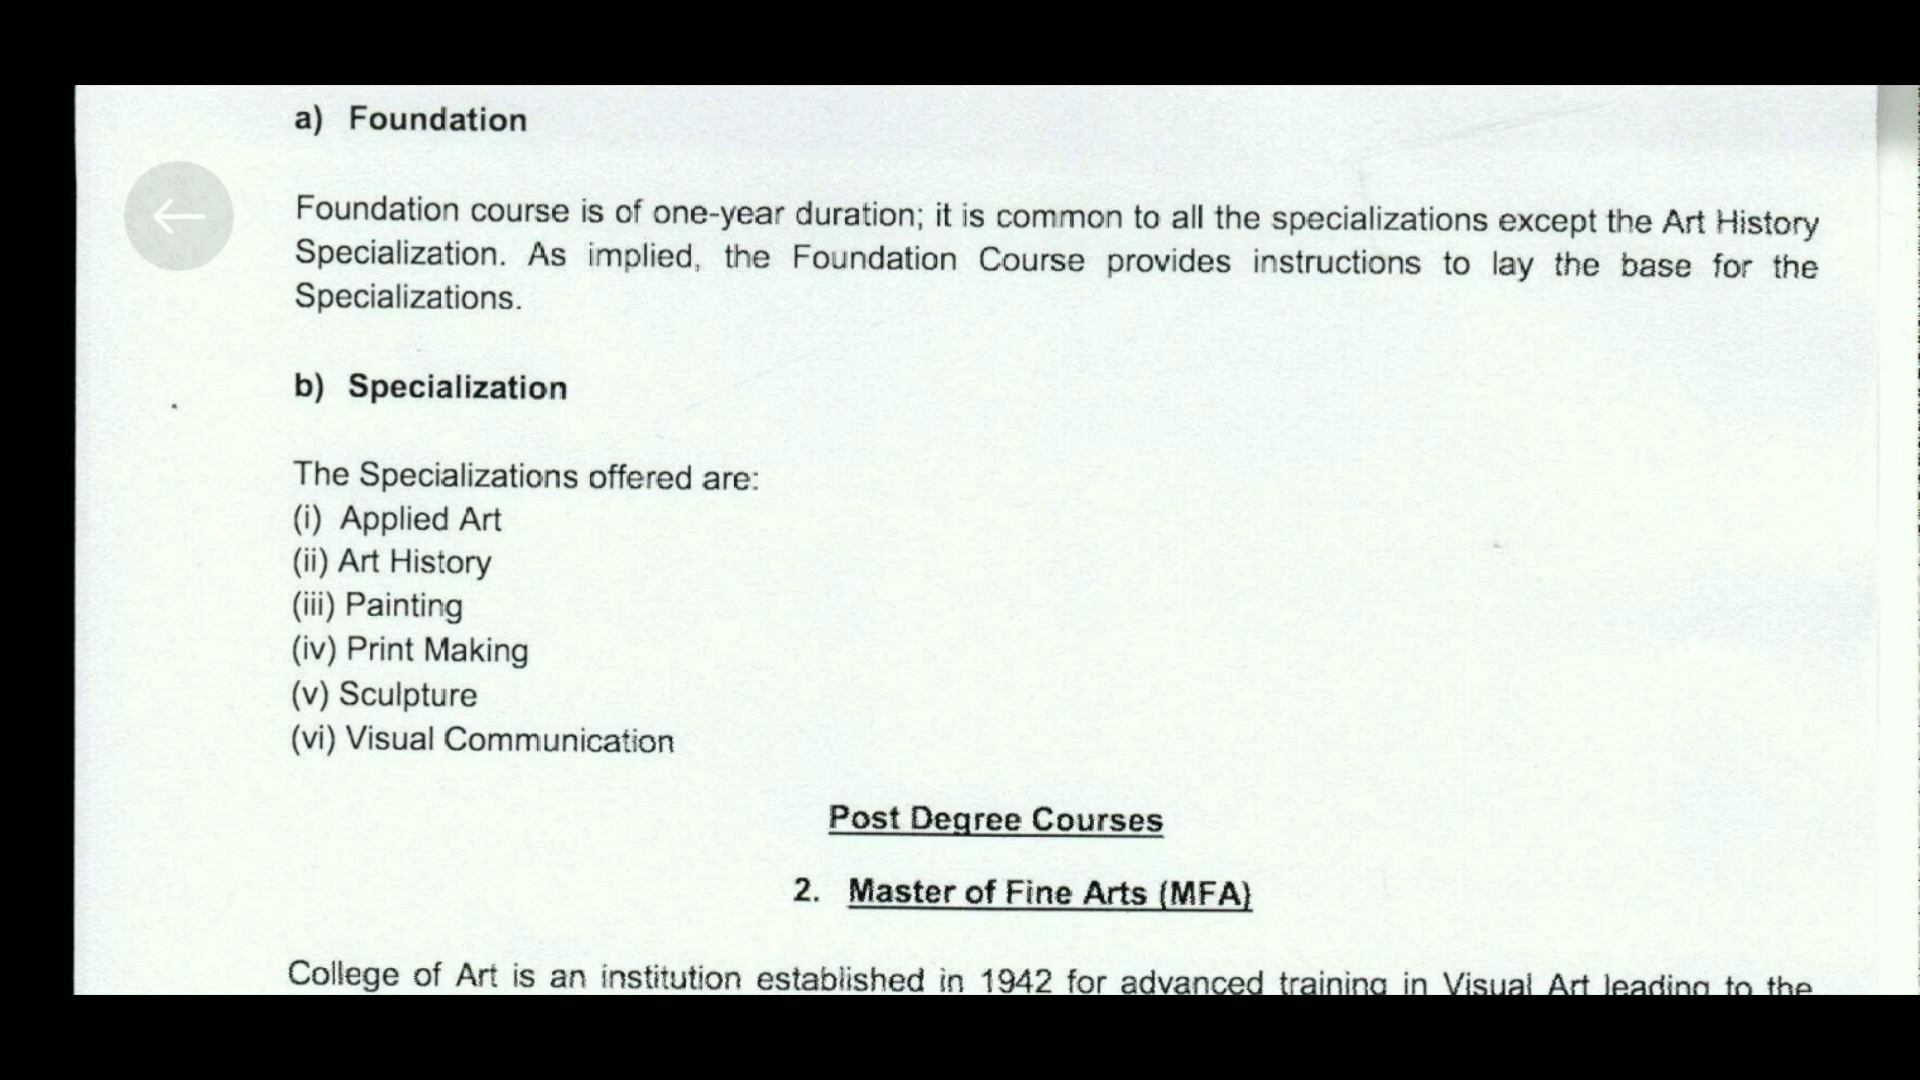 a) Foundation
Foundation course is of one-year duration; it is common to all the specializations except the Art History
Specialization. As implied, the Foundation Course provides instructions to lay the base for the
Specializations.
b) Specialization
The Specializations offered are:
(i) Applied Art
(ii) Art History
(iii) Painting
(iv) Print Making
(v) Sculpture
(vi) Visual Communication
Post Degree Courses
2. Master of Fine Arts (MFA)
College of Art is an institution established in 1942 for advanced training in Visual Art leading to the